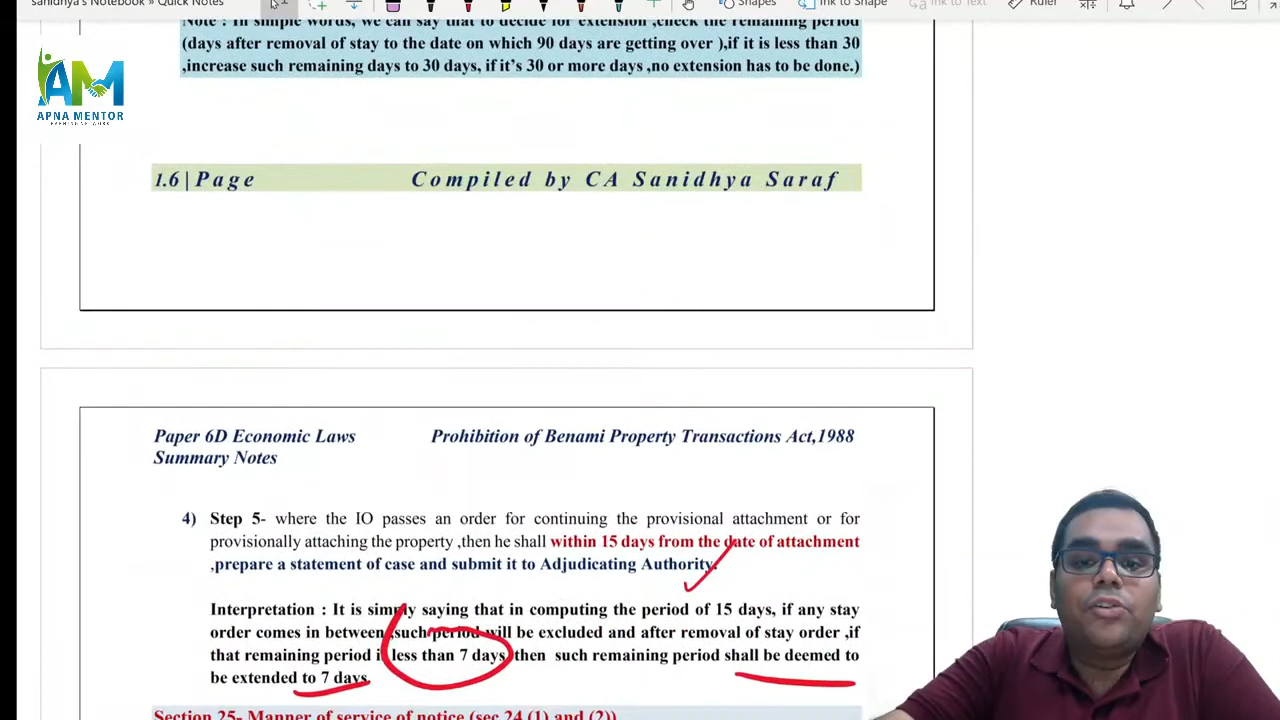 sanidhya's Notebook » Quick Notes
Shapes
Ink to Shape
Ink to Text
Ruler
Note : In simple words, we can say that to decide for extension ,check the remaining period
(days after removal of stay to the date on which 90 days are getting over ),if it is less than 30
,increase such remaining days to 30 days, if it's 30 or more days ,no extension has to be done.)
AM
APNA MENTOR
1.6 | Page Compiled by CA Sanidhya Saraf
Paper 6D Economic Laws Prohibition of Benami Property Transactions Act,1988
Summary Notes
4) Step 5- where the IO passes an order for continuing the provisional attachment or for
provisionally attaching the property ,then he shall within 15 days from the date of attachment
,prepare a statement of case and submit it to Adjudicating Authority.
Interpretation : It is simply saying that in computing the period of 15 days, if any stay
order comes in between ,such period will be excluded and after removal of stay order ,if
that remaining period is less than 7 days, then such remaining period shall be deemed to
be extended to 7 days.
Section 25- Manner of service of notice (sec 24 (1) and (2))